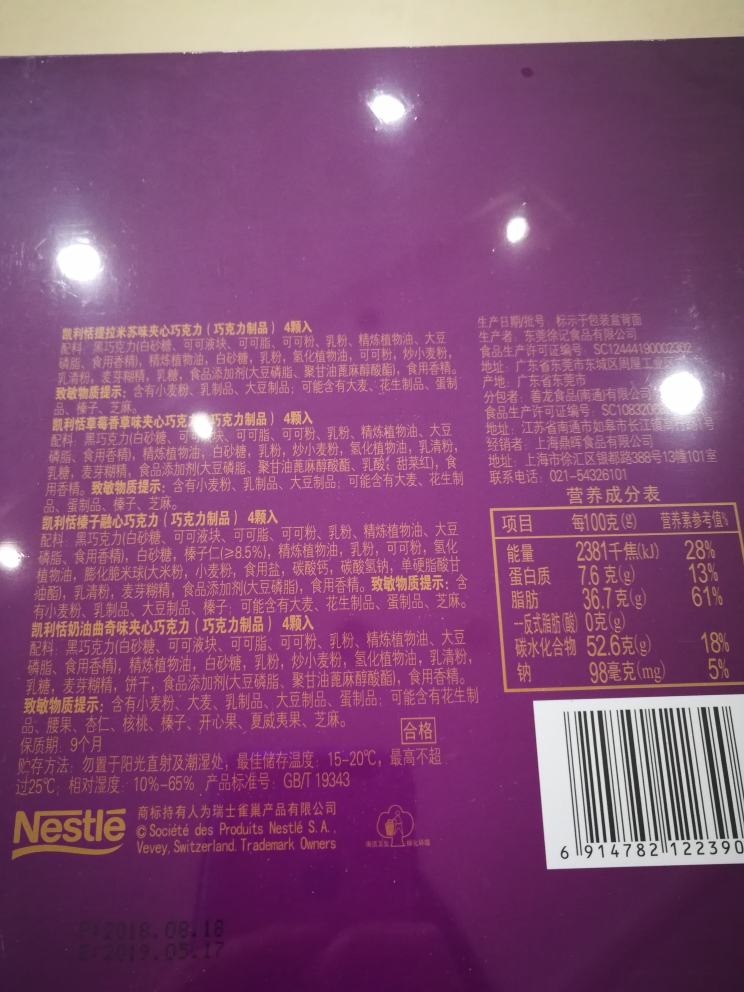 凯利恬提拉米苏味夹心巧克力（巧克力制品）4颗入
配料：黑巧克力(白砂糖、可可液块、可可脂、可可粉、乳粉、精炼植物油、大豆
磷脂、食用香精)，精炼植物油，白砂糖，乳粉，氢化植物油，可可粉，炒小麦粉，
乳清粉，麦芽糊精，乳糖，食品添加剂(大豆磷脂、聚甘油蓖麻醇酸酯)，食用香精。
致敏物质提示：含有小麦粉、乳制品、大豆制品；可能含有大麦、花生制品、蛋制
品、榛子、芝麻。
凯利恬草莓香草味夹心巧克 巧克力制品）4颗入
配料：黑巧克力(白砂糖、可可 块、可可脂、可可粉、乳粉、精炼植物油、大豆
磷脂、食用香精)，精炼植物油，白砂糖，乳粉，炒小麦粉，氢化植物油，乳清粉，
乳糖，麦芽糊精，食品添加剂(大豆磷脂、聚甘油蓖麻醇酸酯、乳酸、甜菜红)，食
用香精。致敏物质提示：含有小麦粉、乳制品、大豆制品；可能含有大麦、花生制
品、蛋制品、榛子、芝麻。
凯利恬榛子融心巧克力（巧克力制品）4颗入
配料：黑巧克力(白砂糖、可可液块、可可脂、可可粉、乳粉、精炼植物油、大豆
磷脂、食用香精)，白砂糖，榛子仁(≥8.5%)，精炼植物油，乳粉，可可粉，氢化
植物油，膨化脆米球(大米粉，小麦粉，食用盐，碳酸钙，碳酸氢钠，单硬脂酸甘
油酯)，乳清粉，麦芽糊精，食品添加剂(大豆磷脂)，食用香精。致敏物质提示：含
有小麦粉、乳制品、大豆制品、榛子；可能含有大麦、花生制品、蛋制品、芝麻。
凯利恬奶油曲奇味夹心巧克力（巧克力制品）4颗入
配料：黑巧克力(白砂糖、可可液块、可可脂、可可粉、乳粉、精炼植物油、大豆
磷脂、食用香精)，精炼植物油，白砂糖，乳粉，炒小麦粉，氢化植物油，乳清粉，
乳糖，麦芽糊精，饼干，食品添加剂(大豆磷脂、聚甘油蓖麻醇酸酯)，食用香精。
致敏物质提示：含有小麦粉、大麦、乳制品、大豆制品、蛋制品；可能含有花生制
品、腰果、杏仁、核桃、榛子、开心果、夏威夷果、芝麻。
保质期：9个月
合格
贮存方法：勿置于阳光直射及潮湿处，最佳储存温度：15-20℃，最高不超
过25℃；相对湿度：10%-65% 产品标准号：GB/T 19343
Nestlé
商标持有人为瑞士雀巢产品有限公司
© Société des Produits Nestlé S.A.,
Vevey, Switzerland. Trademark Owners
P:2018.08.18
E:2019.05.17
生产日期/批号：标示于包装盒背面
生产者：东莞徐记食品有限公司
食品生产许可证编号：SC12444190002302
地址：广东省东莞市东城区周屋工业
产地：广东省东莞市
分包者：善龙食品(南通)有限公司
食品生产许可证编号：SC10832
地址：江苏省南通市如皋市长江镇 号
经销者：上海鼎晖食品有限公司
地址：上海市徐汇区银都路388号13幢101室
联系电话：021-54326101
营养成分表
项目 每100克(g) 营养素参考值%
能量 2381千焦(kJ) 28%
蛋白质 7.6克(g) 13%
脂肪 36.7克(g) 61%
--反式脂肪(酸) 0克(g)
碳水化合物 52.6克(g) 18%
钠 98毫克(mg) 5%
6 914782 122390